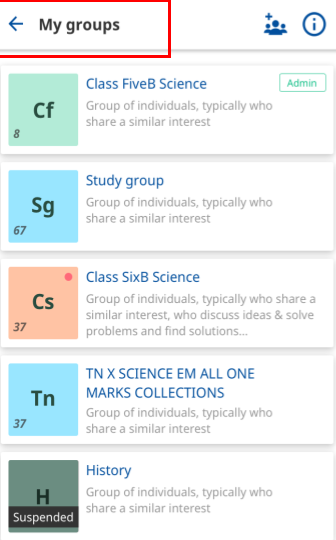 My groups
Cf
8
Class FiveB Science
Admin
Group of individuals, typically who
share a similar interest
Sg
67
Study group
Group of individuals, typically who
share a similar interest
Cs
37
Class SixB Science
Group of individuals, typically who share a
similar interest, who discuss ideas & solve
problems and find solutions...
Tn
37
TN X SCIENCE EM ALL ONE
MARKS COLLECTIONS
Group of individuals, typically who
share a similar interest
H
Suspended
History
Group of individuals, typically who
share a similar interest